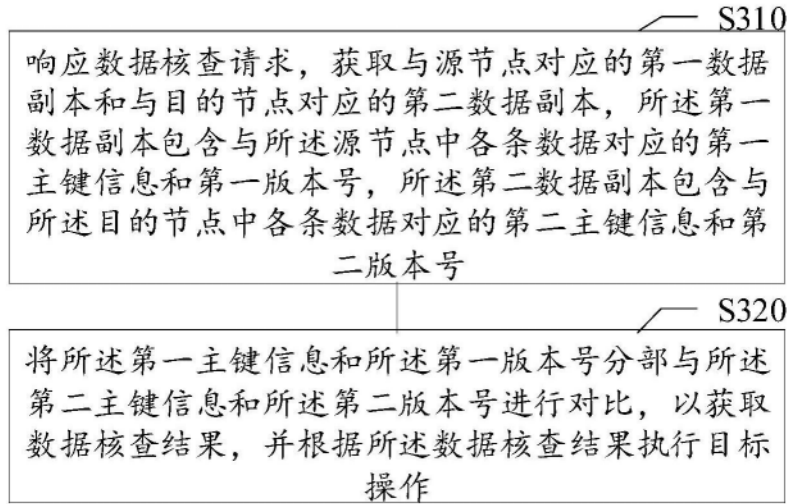 S310
响应数据核查请求，获取与源节点对应的第一数据
副本和与目的节点对应的第二数据副本，所述第一
数据副本包含与所述源节点中各条数据对应的第一
主键信息和第一版本号，所述第二数据副本包含与
所述目的节点中各条数据对应的第二主键信息和第
二版本号
S320
将所述第一主键信息和所述第一版本号分部与所述
第二主键信息和所述第二版本号进行对比，以获取
数据核查结果，并根据所述数据核查结果执行目标
操作